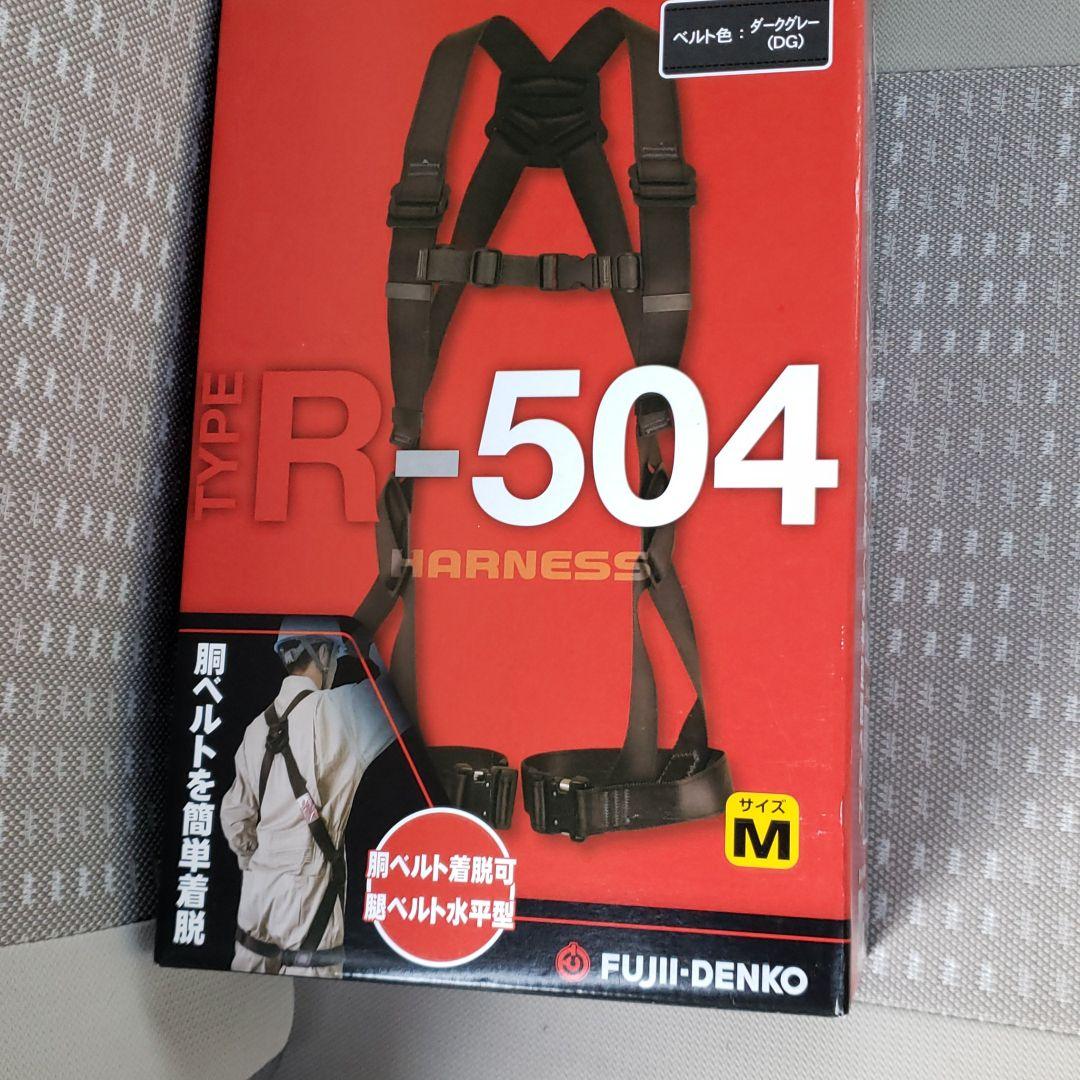 ベルト色：ダークグレー
(DG)
TYPE
R-504
HARNESS
胴ベルトを簡単着脱
胴ベルト着脱可
腿ベルト水平型
サイズ
M
FUJII-DENKO